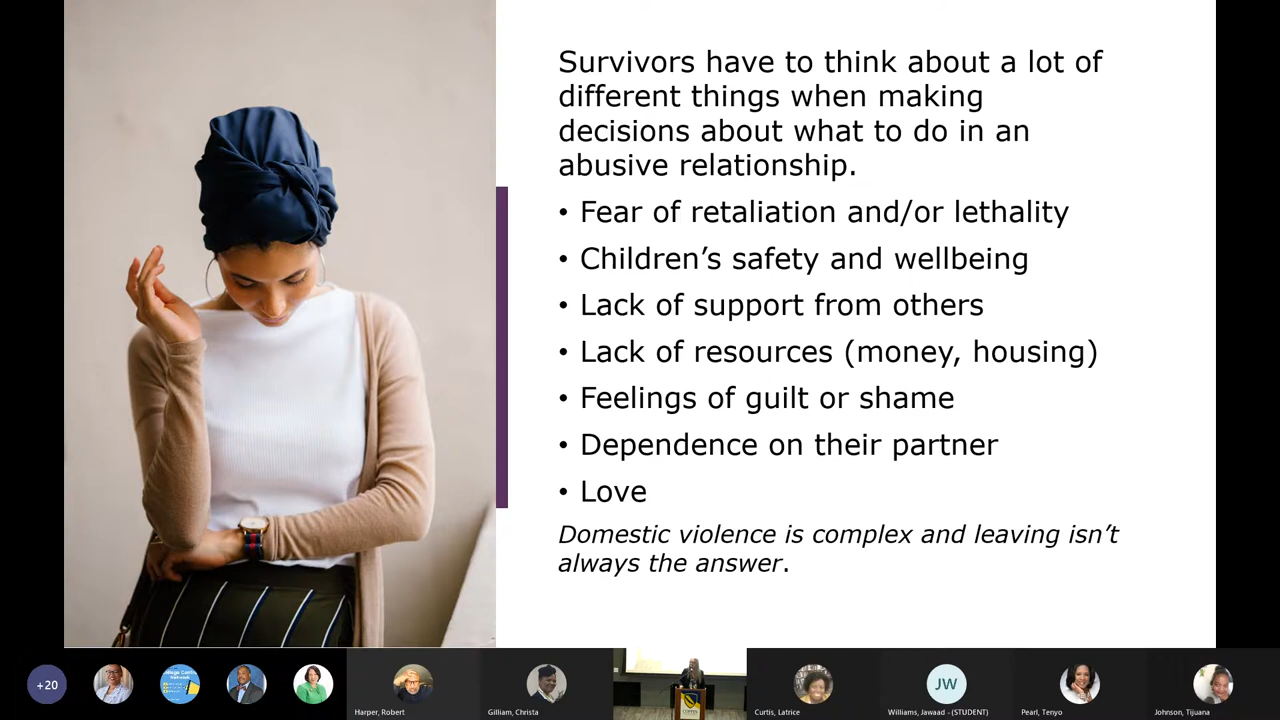 Survivors have to think about a lot of
different things when making
decisions about what to do in an
abusive relationship.
• Fear of retaliation and/or lethality
• Children’s safety and wellbeing
• Lack of support from others
• Lack of resources (money, housing)
• Feelings of guilt or shame
• Dependence on their partner
• Love
Domestic violence is complex and leaving isn’t
always the answer.
+20
JW
Harper, Robert
Gilliam, Christa
Curtis, Latrice
Williams, Jawaad - (STUDENT)
Pearl, Tenyo
Johnson, Tijuana